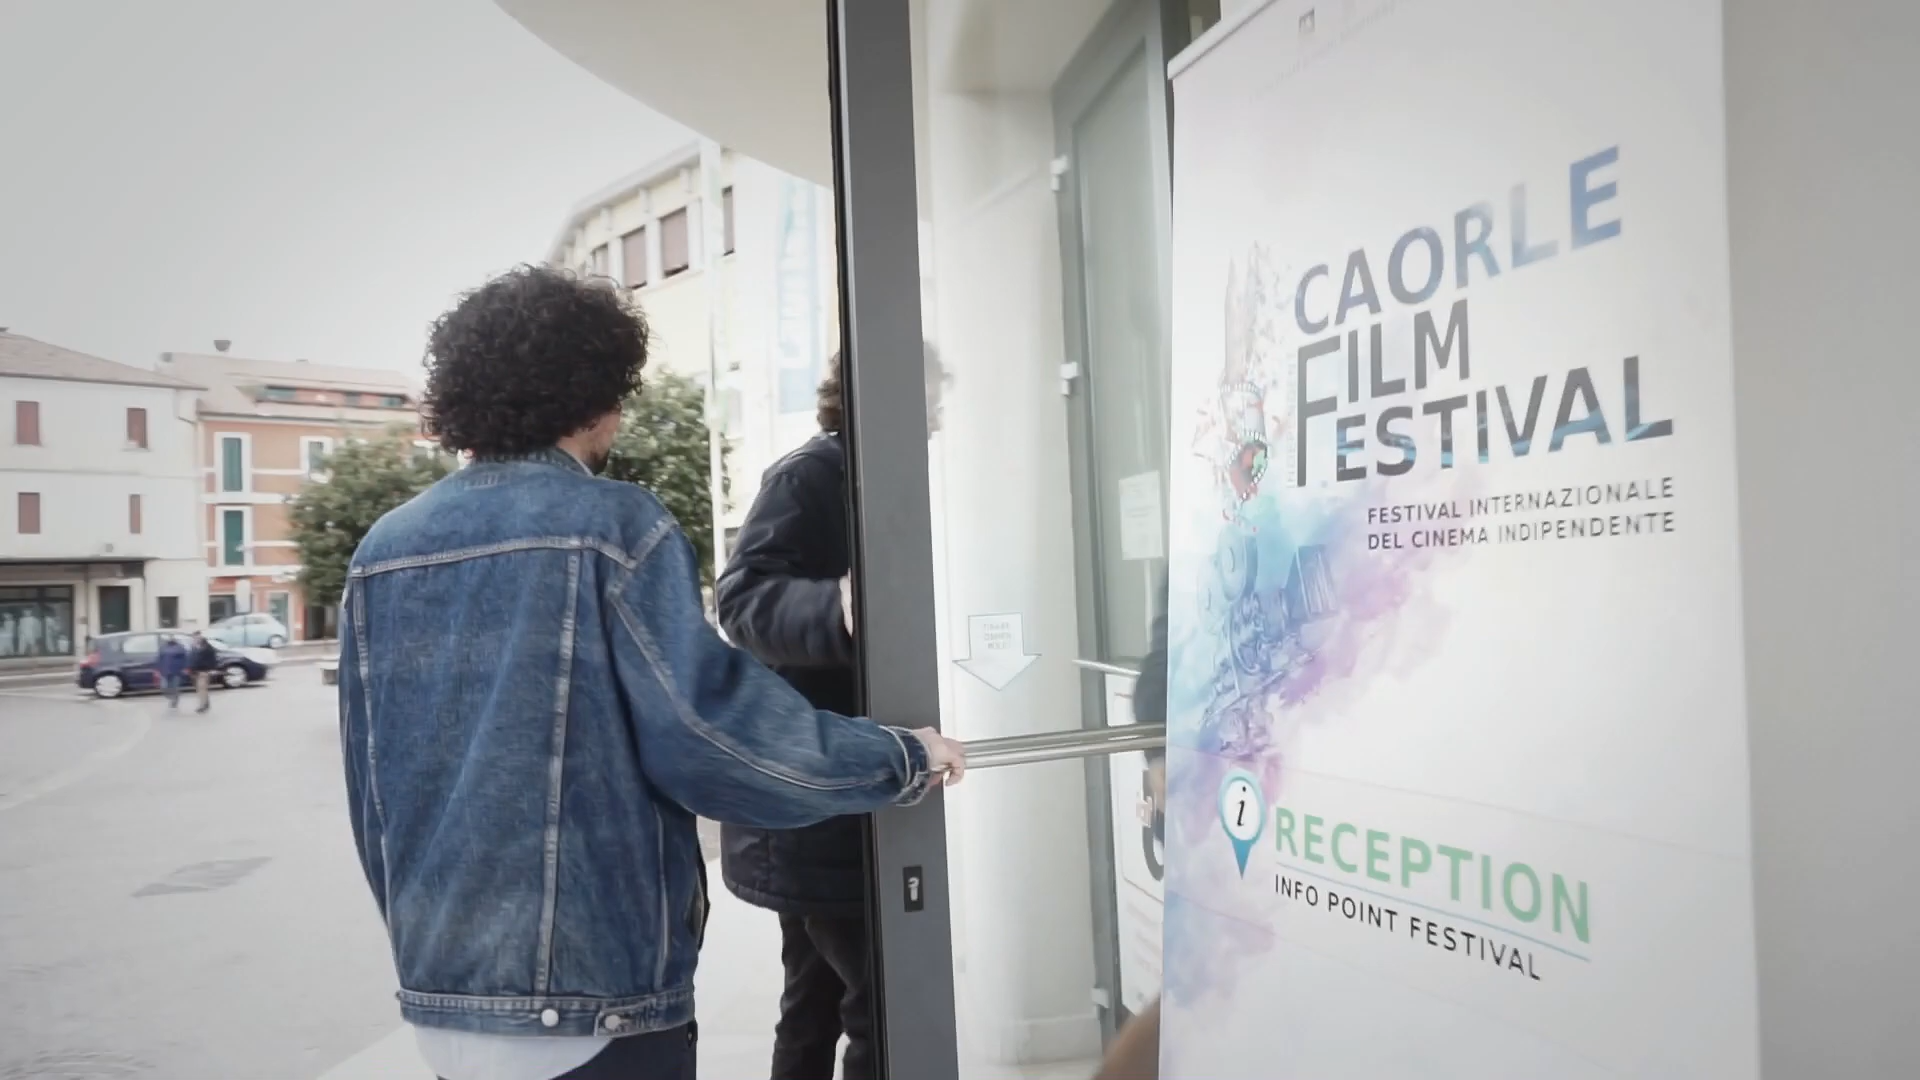 CAORLE
FILM
FESTIVAL
FESTIVAL INTERNAZIONALE
DEL CINEMA INDIPENDENTE
i
RECEPTION
INFO POINT FESTIVAL